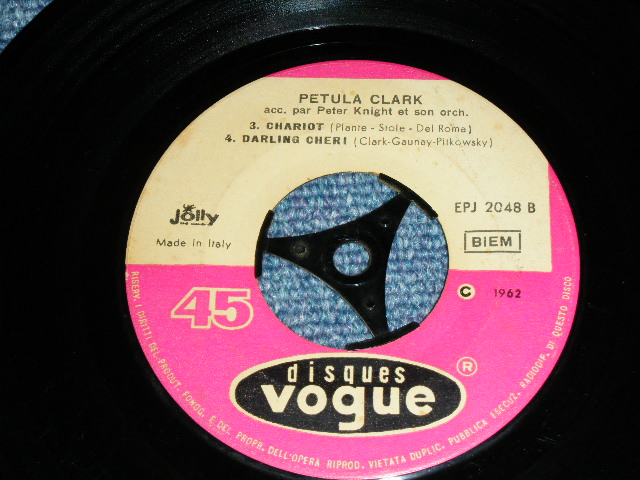 PETULA CLARK
acc. par Peter Knight et son orch.
3. CHARIOT (Plante - Stole - Del Roma)
4. DARLING CHERI (Clark-Gaunay-Pitkowsky)
Jolly
Made in Italy
EPJ 2048 B
BIEM
45
© 1962
disques
vogue
®
RISERV. I DIRITTI DEL PRODUT. FONOG. E DEL PROPR. DELL'OPERA RIPROD. VIETATA DUPLIC. PUBBLICA ESECUZ. RADIODIF. DI QUESTO DISCO